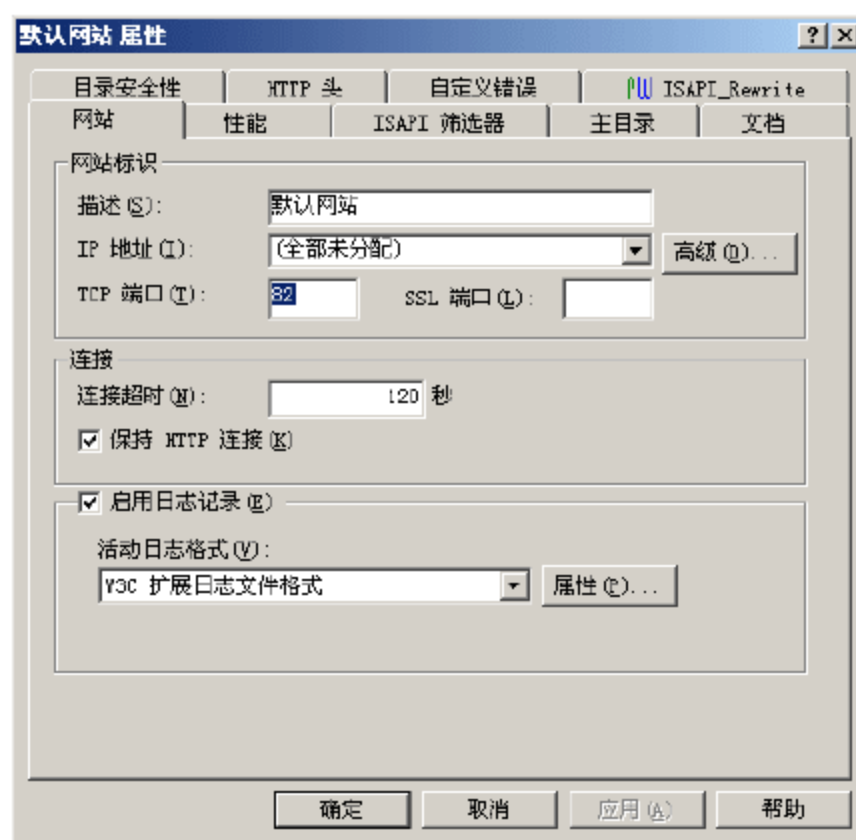 默认网站 属性
目录安全性 HTTP 头 自定义错误 ISAPI_Rewrite
网站 性能 ISAPI 筛选器 主目录 文档
网站标识
描述(S): 默认网站
IP 地址(I): (全部未分配) 高级(D)...
TCP 端口(T): 82 SSL 端口(L):
连接
连接超时(N): 120 秒
保持 HTTP 连接(K)
启用日志记录(E)
活动日志格式(V):
W3C 扩展日志文件格式 属性(P)...
确定 取消 应用(A) 帮助